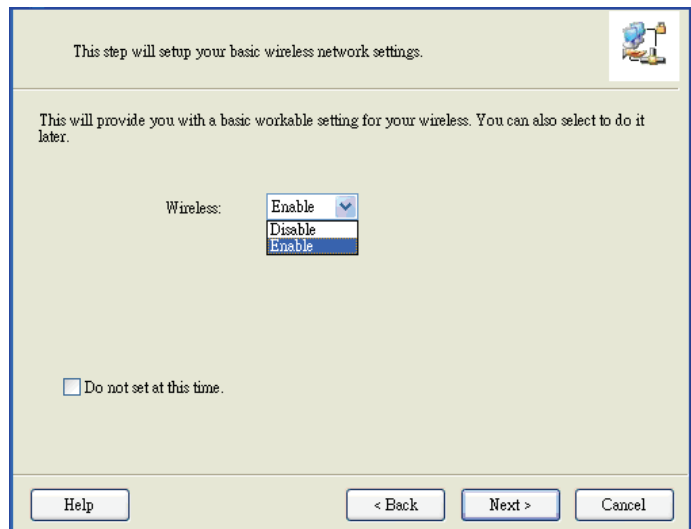 This step will setup your basic wireless network settings.
This will provide you with a basic workable setting for your wireless. You can also select to do it
later.
Wireless:
Enable
Disable
Enable
Do not set at this time.
Help
< Back
Next >
Cancel